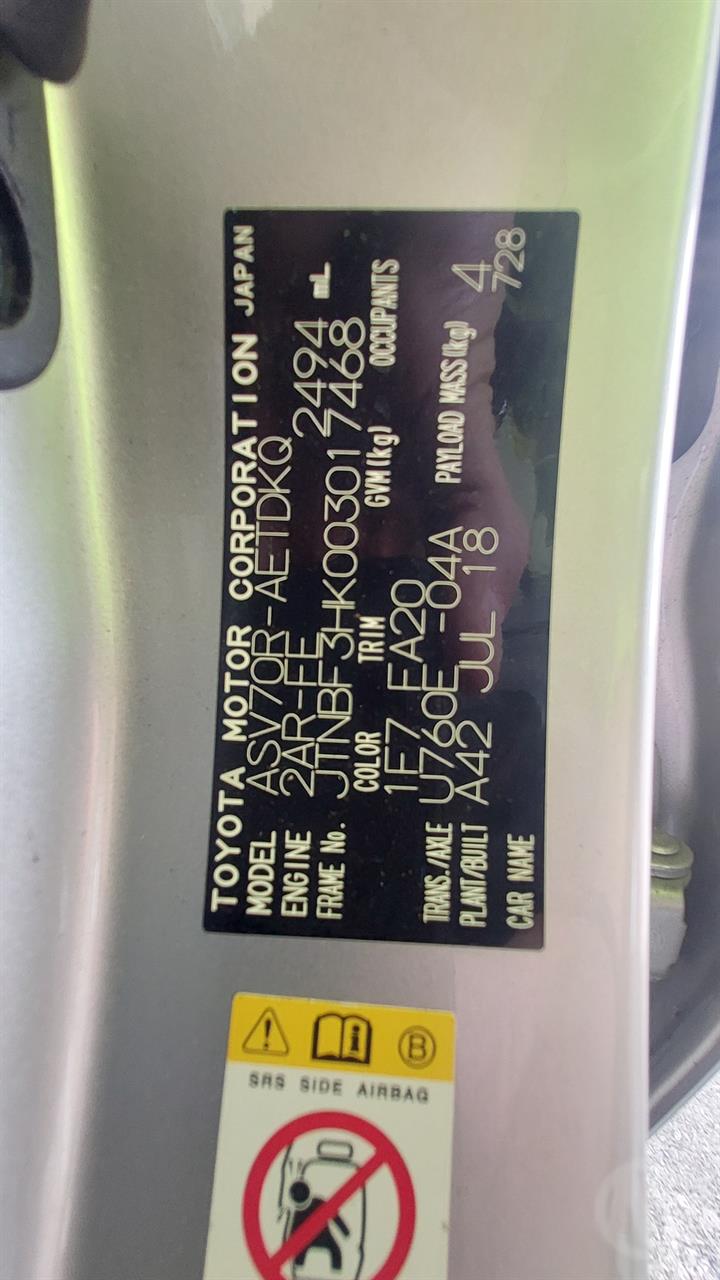 TOYOTA MOTOR CORPORATION JAPAN
MODEL ASV70R-AETDKQ
ENGINE 2AR-FE 2494 mL
FRAME No. JTNBF3HK003017468
COLOR TRIM GVM(kg) OCCUPANTS
1F7 EA20 4
TRANS./AXLE U760E -04A PAYLOAD MASS(kg) 728
PLANT/BUILT A42 JUL 18
CAR NAME
B
SRS SIDE AIRBAG